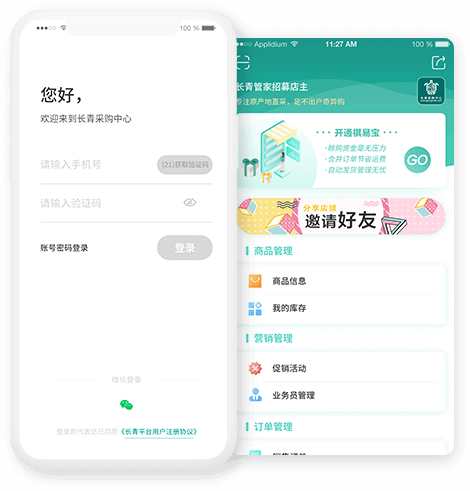 100 %
您好，
欢迎来到长青采购中心
请输入手机号
(21)获取验证码
请输入验证码
账号密码登录
登录
微信登录
登录即代表您已同意《长青平台用户注册协议》
Applidium
11:27 AM
100 %
长青管家招募店主
专注原产地直采，足不出户奇异购
开通祺易宝
· 除购资金毫无压力
· 合并订单节省运费
· 自动发货管理无忧
GO
分享店铺
邀请好友
商品管理
商品信息
我的库存
营销管理
促销活动
业务员管理
订单管理